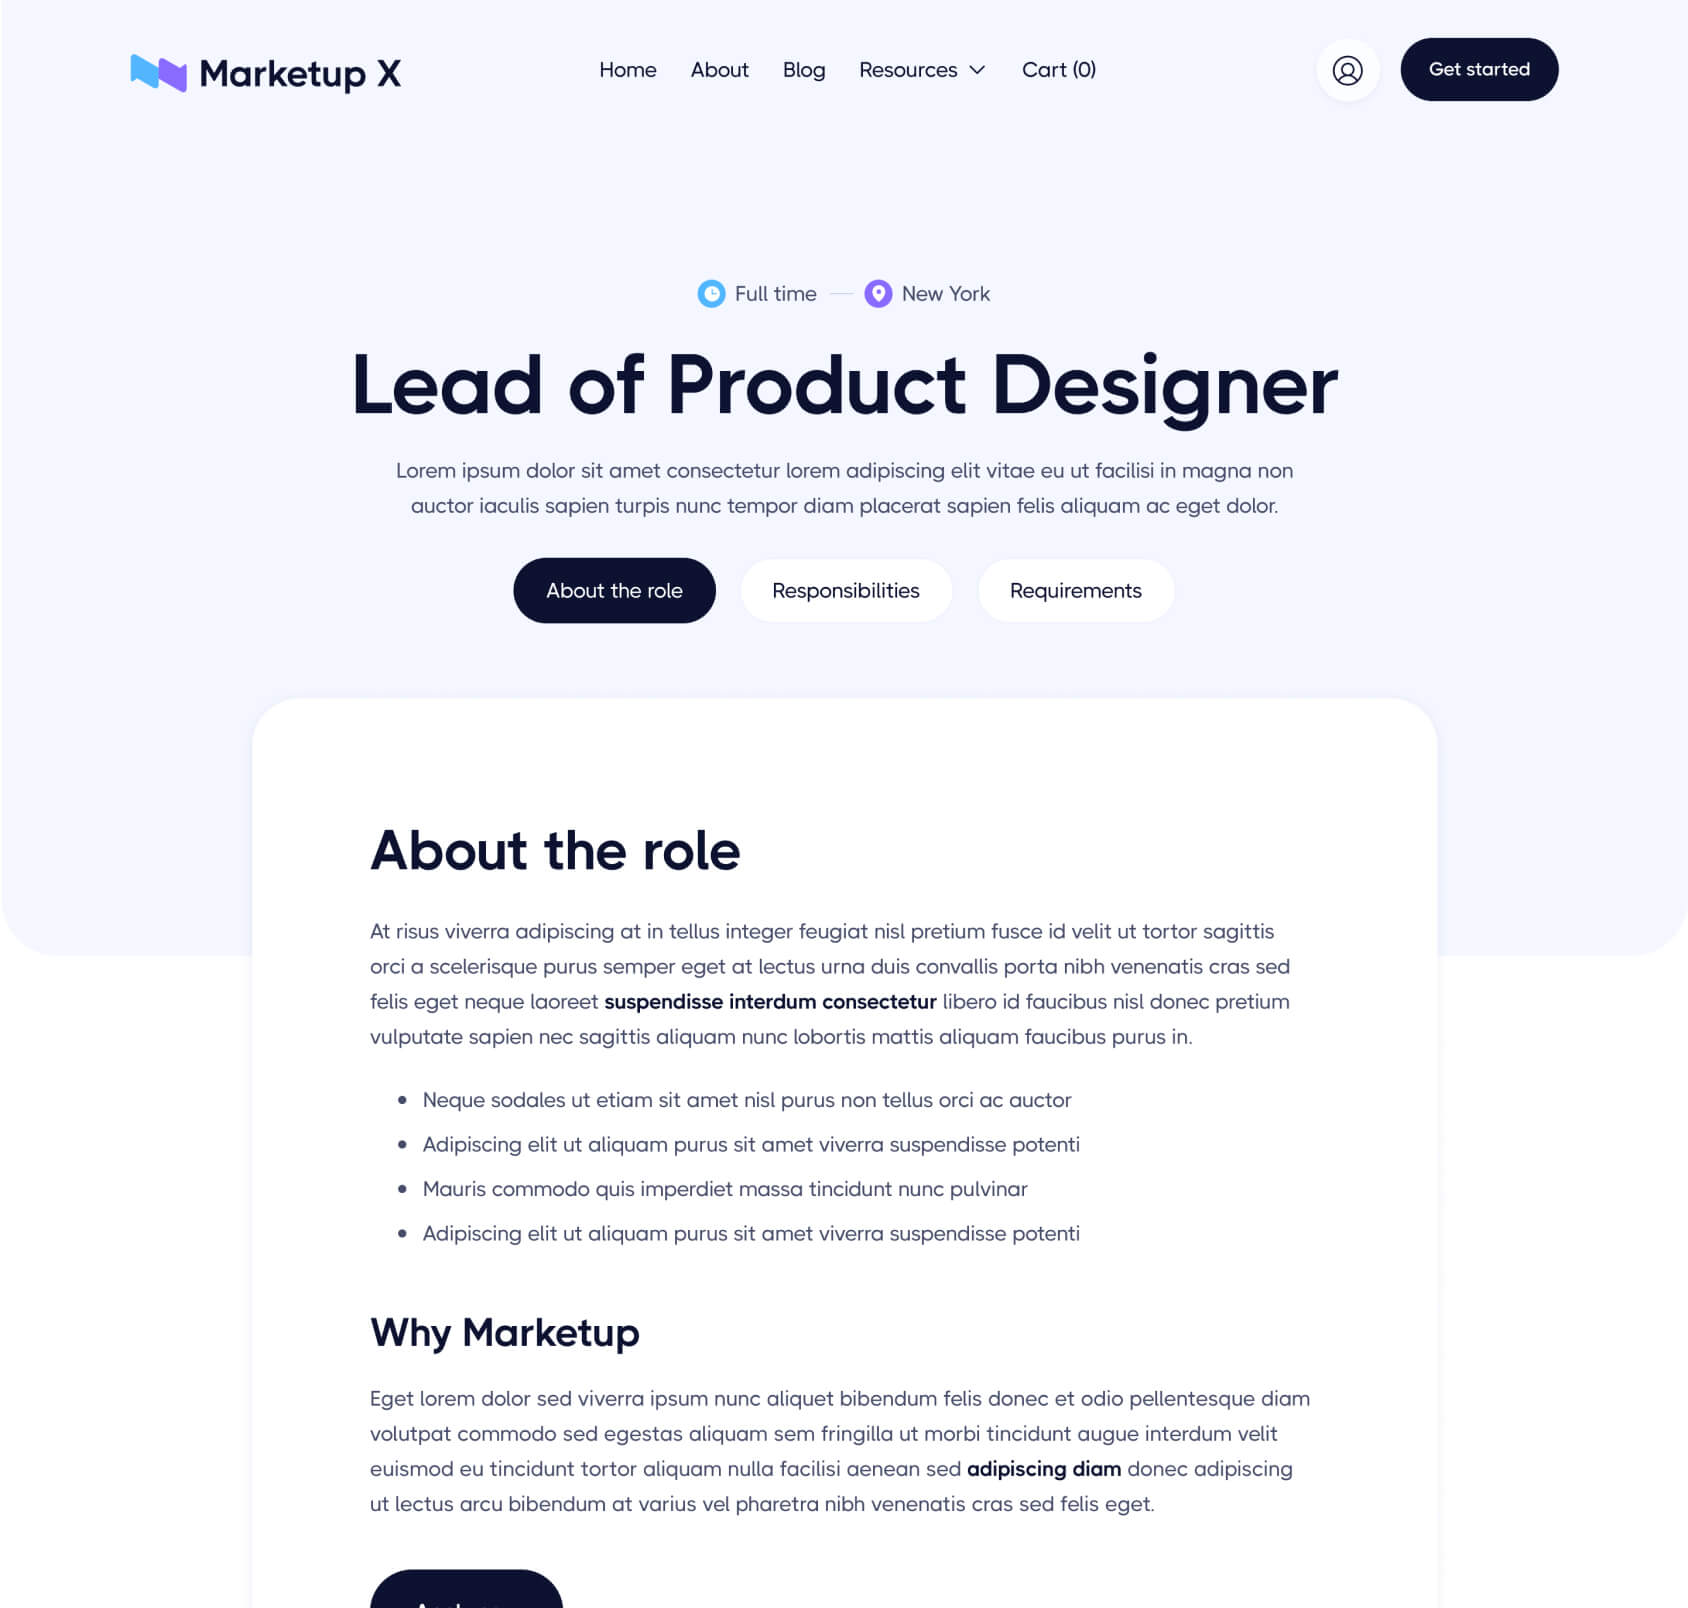 Marketup X
Home
About
Blog
Resources
Cart (0)
Get started
Full time
New York
Lead of Product Designer
Lorem ipsum dolor sit amet consectetur lorem adipiscing elit vitae eu ut facilisi in magna non
auctor iaculis sapien turpis nunc tempor diam placerat sapien felis aliquam ac eget dolor.
About the role
Responsibilities
Requirements
About the role
At risus viverra adipiscing at in tellus integer feugiat nisl pretium fusce id velit ut tortor sagittis
orci a scelerisque purus semper eget at lectus urna duis convallis porta nibh venenatis cras sed
felis eget neque laoreet suspendisse interdum consectetur libero id faucibus nisl donec pretium
vulputate sapien nec sagittis aliquam nunc lobortis mattis aliquam faucibus purus in.
• Neque sodales ut etiam sit amet nisl purus non tellus orci ac auctor
• Adipiscing elit ut aliquam purus sit amet viverra suspendisse potenti
• Mauris commodo quis imperdiet massa tincidunt nunc pulvinar
• Adipiscing elit ut aliquam purus sit amet viverra suspendisse potenti
Why Marketup
Eget lorem dolor sed viverra ipsum nunc aliquet bibendum felis donec et odio pellentesque diam
volutpat commodo sed egestas aliquam sem fringilla ut morbi tincidunt augue interdum velit
euismod eu tincidunt tortor aliquam nulla facilisi aenean sed adipiscing diam donec adipiscing
ut lectus arcu bibendum at varius vel pharetra nibh venenatis cras sed felis eget.